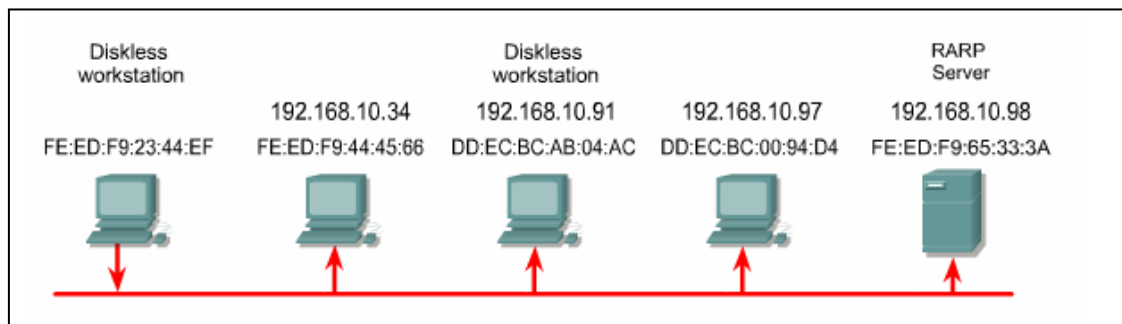 Diskless
workstation
Diskless
workstation
RARP
Server
192.168.10.34
192.168.10.91
192.168.10.97
192.168.10.98
FE:ED:F9:23:44:EF
FE:ED:F9:44:45:66
DD:EC:BC:AB:04:AC
DD:EC:BC:00:94:D4
FE:ED:F9:65:33:3A